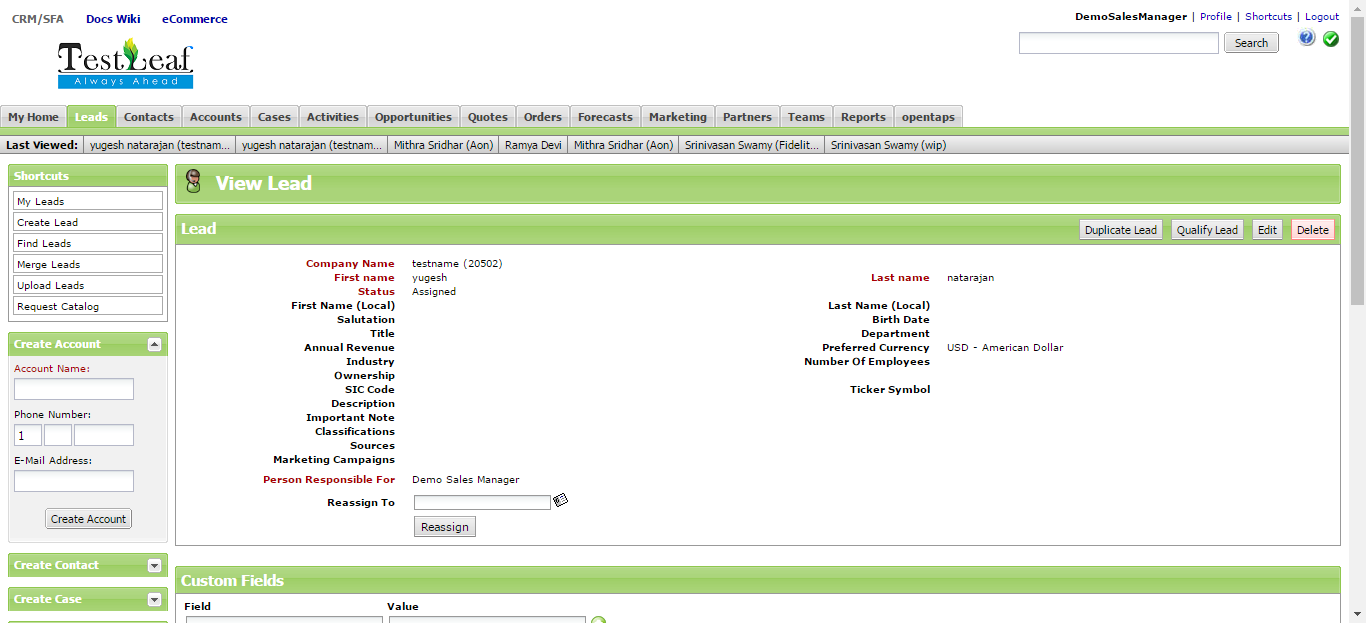 CRM/SFA Docs Wiki eCommerce
DemoSalesManager | Profile | Shortcuts | Logout
TestLeaf
Always Ahead
Search
My Home Leads Contacts Accounts Cases Activities Opportunities Quotes Orders Forecasts Marketing Partners Teams Reports opentaps
Last Viewed: yugesh natarajan (testnam... yugesh natarajan (testnam... Mithra Sridhar (Aon) Ramya Devi Mithra Sridhar (Aon) Srinivasan Swamy (Fidelit... Srinivasan Swamy (wip)
Shortcuts
My Leads
Create Lead
Find Leads
Merge Leads
Upload Leads
Request Catalog
Create Account
Account Name:
Phone Number:
1
E-Mail Address:
Create Account
Create Contact
Create Case
View Lead
Lead Duplicate Lead Qualify Lead Edit Delete
Company Name testname (20502)
First name yugesh Last name natarajan
Status Assigned
First Name (Local) Last Name (Local)
Salutation Birth Date
Title Department
Annual Revenue Preferred Currency USD - American Dollar
Industry Number Of Employees
Ownership
SIC Code Ticker Symbol
Description
Important Note
Classifications
Sources
Marketing Campaigns
Person Responsible For Demo Sales Manager
Reassign To
Reassign
Custom Fields
Field Value